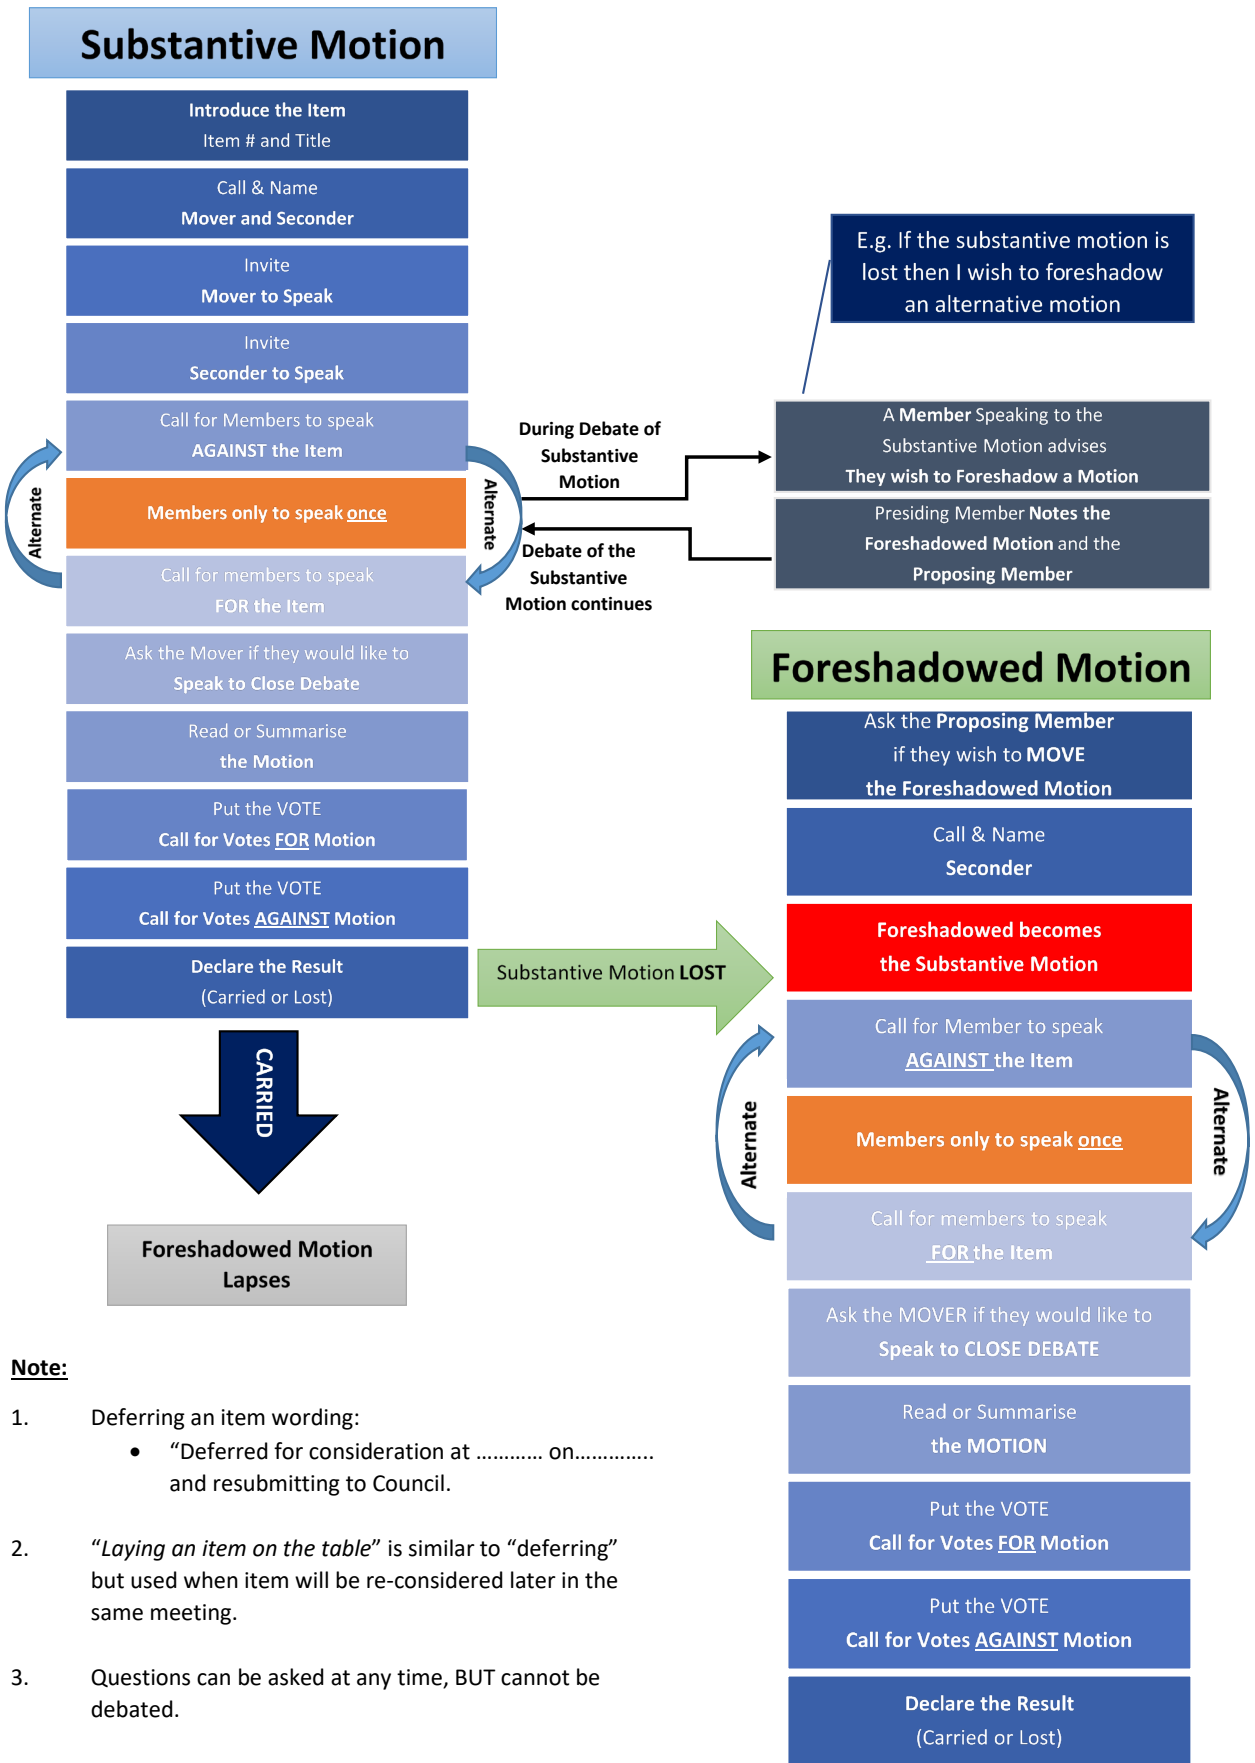 Substantive Motion
Introduce the Item
Item # and Title
Call & Name
Mover and Seconder
Invite
Mover to Speak
Invite
Seconder to Speak
Call for Members to speak
AGAINST the Item
Members only to speak once
Call for members to speak
FOR the Item
Alternate
Alternate
Ask the Mover if they would like to
Speak to Close Debate
Read or Summarise
the Motion
Put the VOTE
Call for Votes FOR Motion
Put the VOTE
Call for Votes AGAINST Motion
Declare the Result
(Carried or Lost)
CARRIED
Foreshadowed Motion
Lapses
During Debate of
Substantive
Motion
Debate of the
Substantive
Motion continues
E.g. If the substantive motion is
lost then I wish to foreshadow
an alternative motion
A Member Speaking to the
Substantive Motion advises
They wish to Foreshadow a Motion
Presiding Member Notes the
Foreshadowed Motion and the
Proposing Member
Substantive Motion LOST
Foreshadowed Motion
Ask the Proposing Member
if they wish to MOVE
the Foreshadowed Motion
Call & Name
Seconder
Foreshadowed becomes
the Substantive Motion
Call for Member to speak
AGAINST the Item
Members only to speak once
Call for members to speak
FOR the Item
Alternate
Alternate
Ask the MOVER if they would like to
Speak to CLOSE DEBATE
Read or Summarise
the MOTION
Put the VOTE
Call for Votes FOR Motion
Put the VOTE
Call for Votes AGAINST Motion
Declare the Result
(Carried or Lost)
Note:
1. Deferring an item wording:
• “Deferred for consideration at ………… on…………..
and resubmitting to Council.
2. “Laying an item on the table” is similar to “deferring”
but used when item will be re-considered later in the
same meeting.
3. Questions can be asked at any time, BUT cannot be
debated.